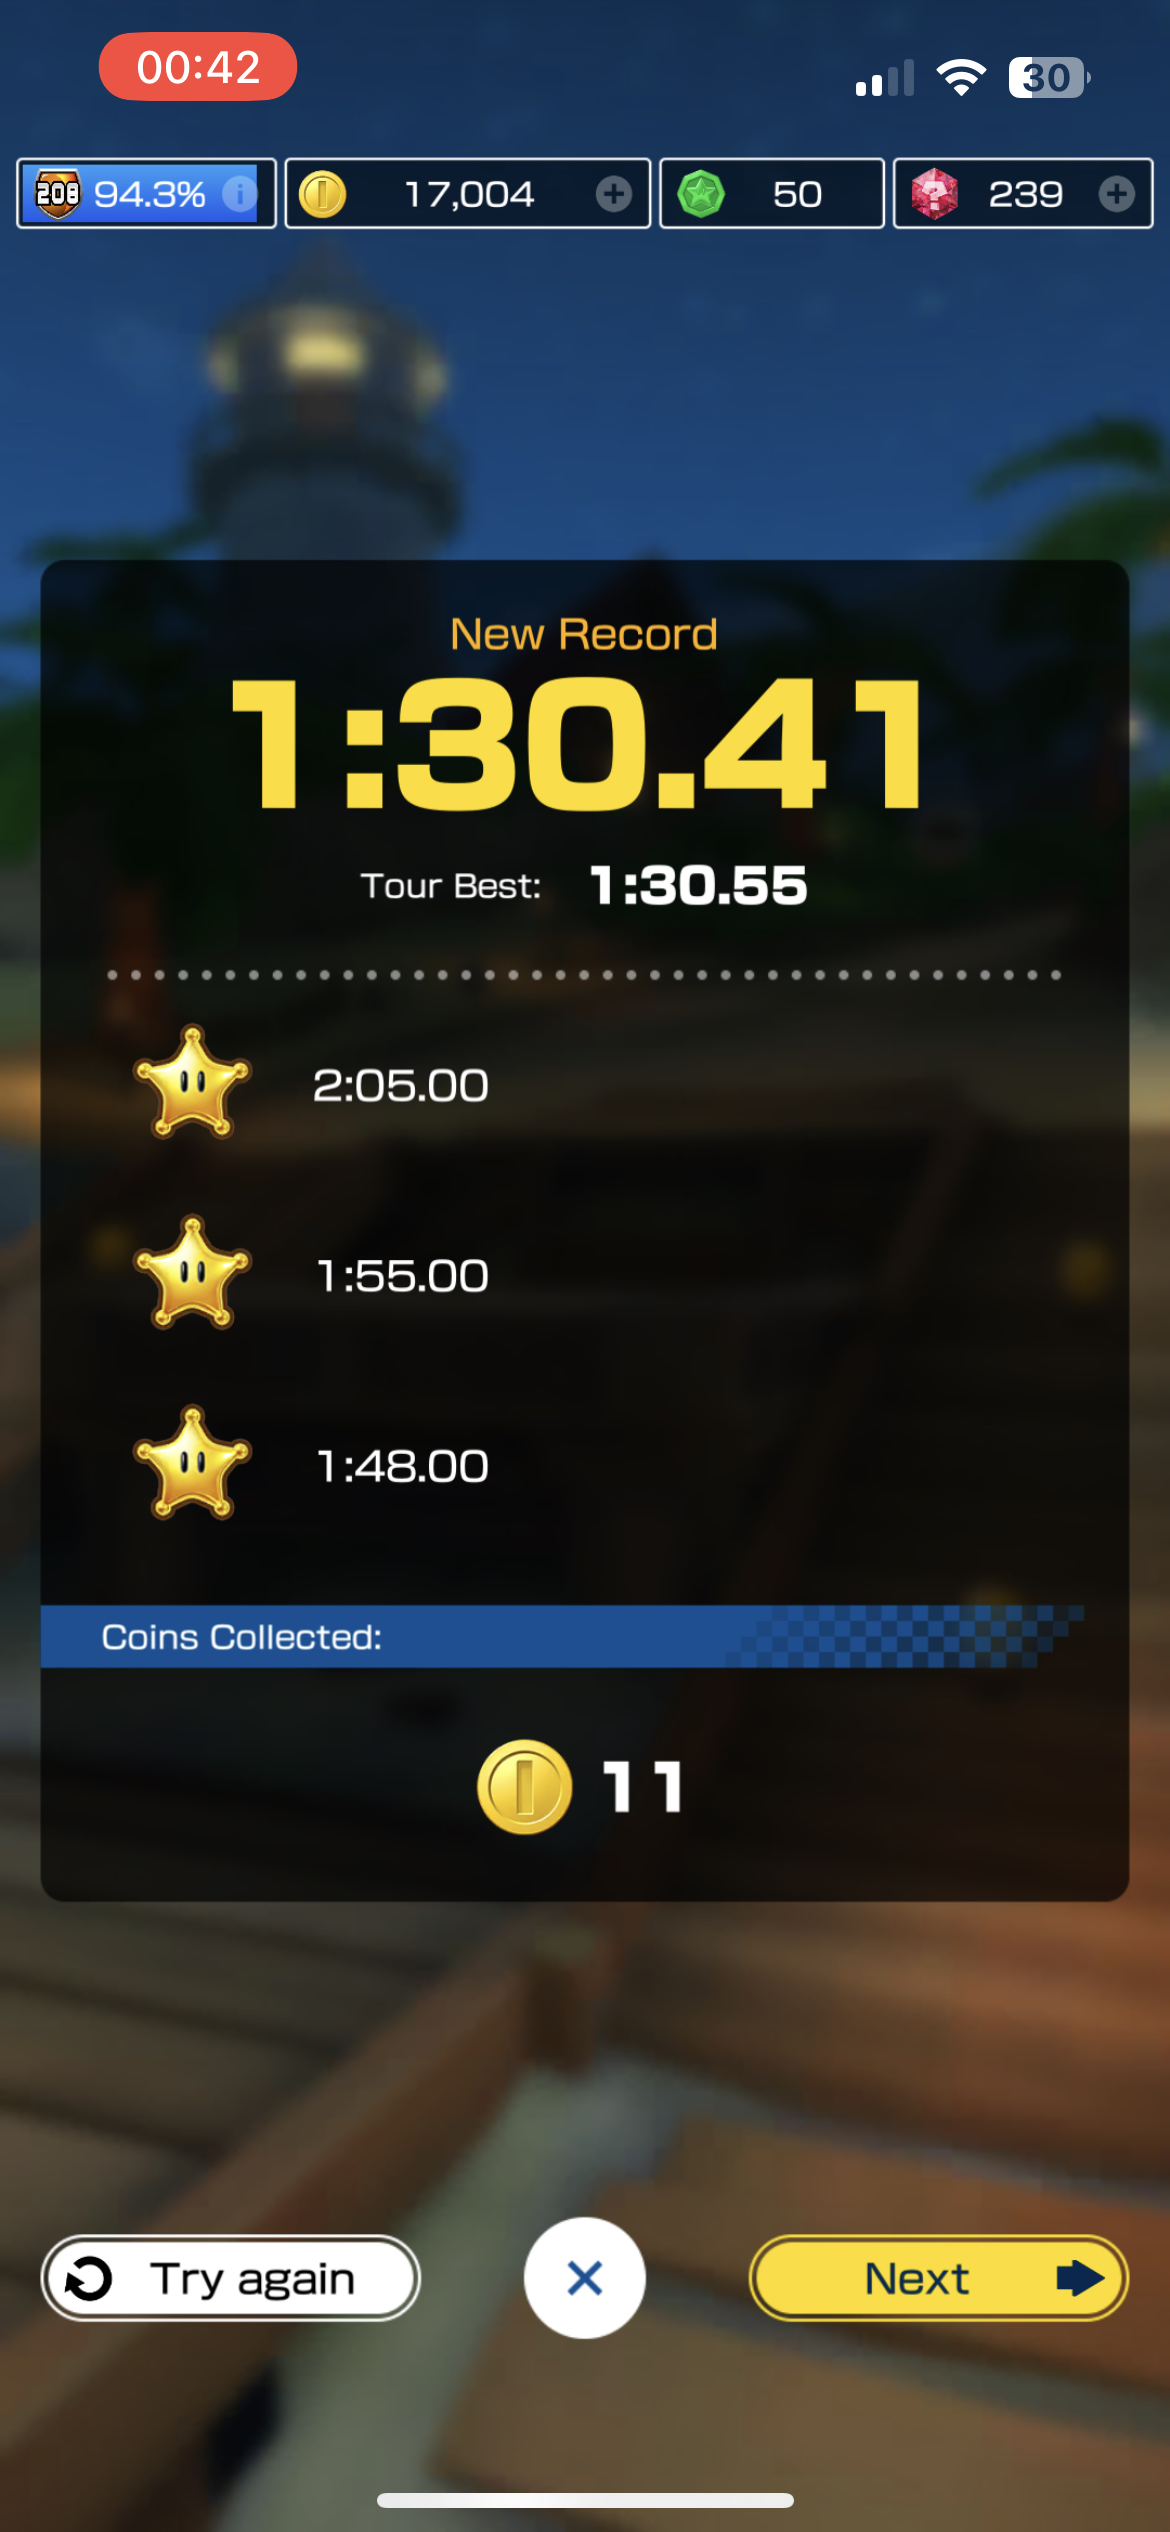 00:42
30
208 94.3% i 17,004 50 239
New Record
1:30.41
Tour Best: 1:30.55
2:05.00
1:55.00
1:48.00
Coins Collected:
11
Try again
Next